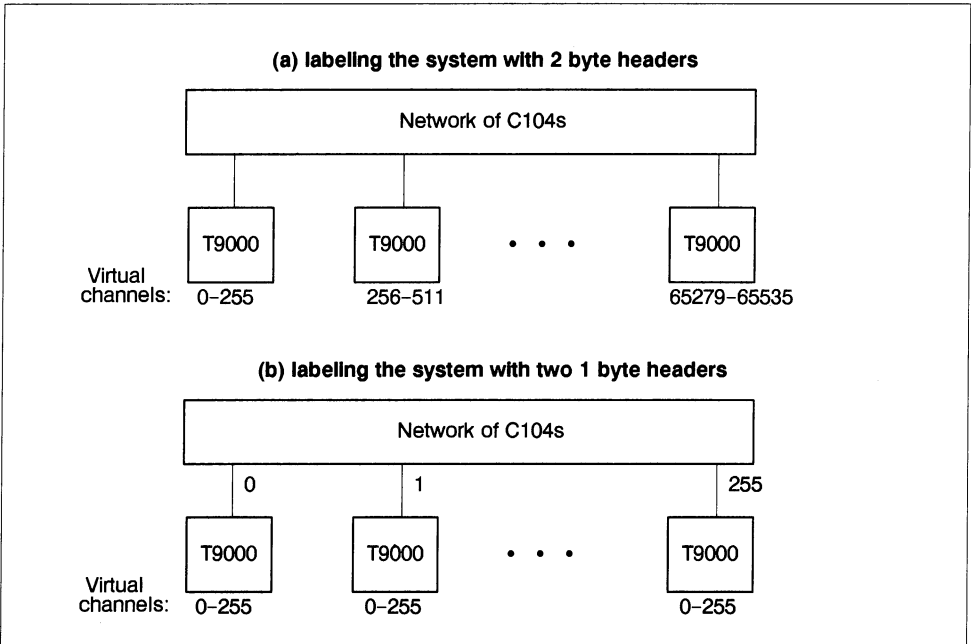 (a) labeling the system with 2 byte headers
Network of C104s
T9000 T9000 • • • T9000
Virtual
channels: 0–255 256–511 65279–65535
(b) labeling the system with two 1 byte headers
Network of C104s
0 1 255
T9000 T9000 • • • T9000
Virtual
channels: 0–255 0–255 0–255